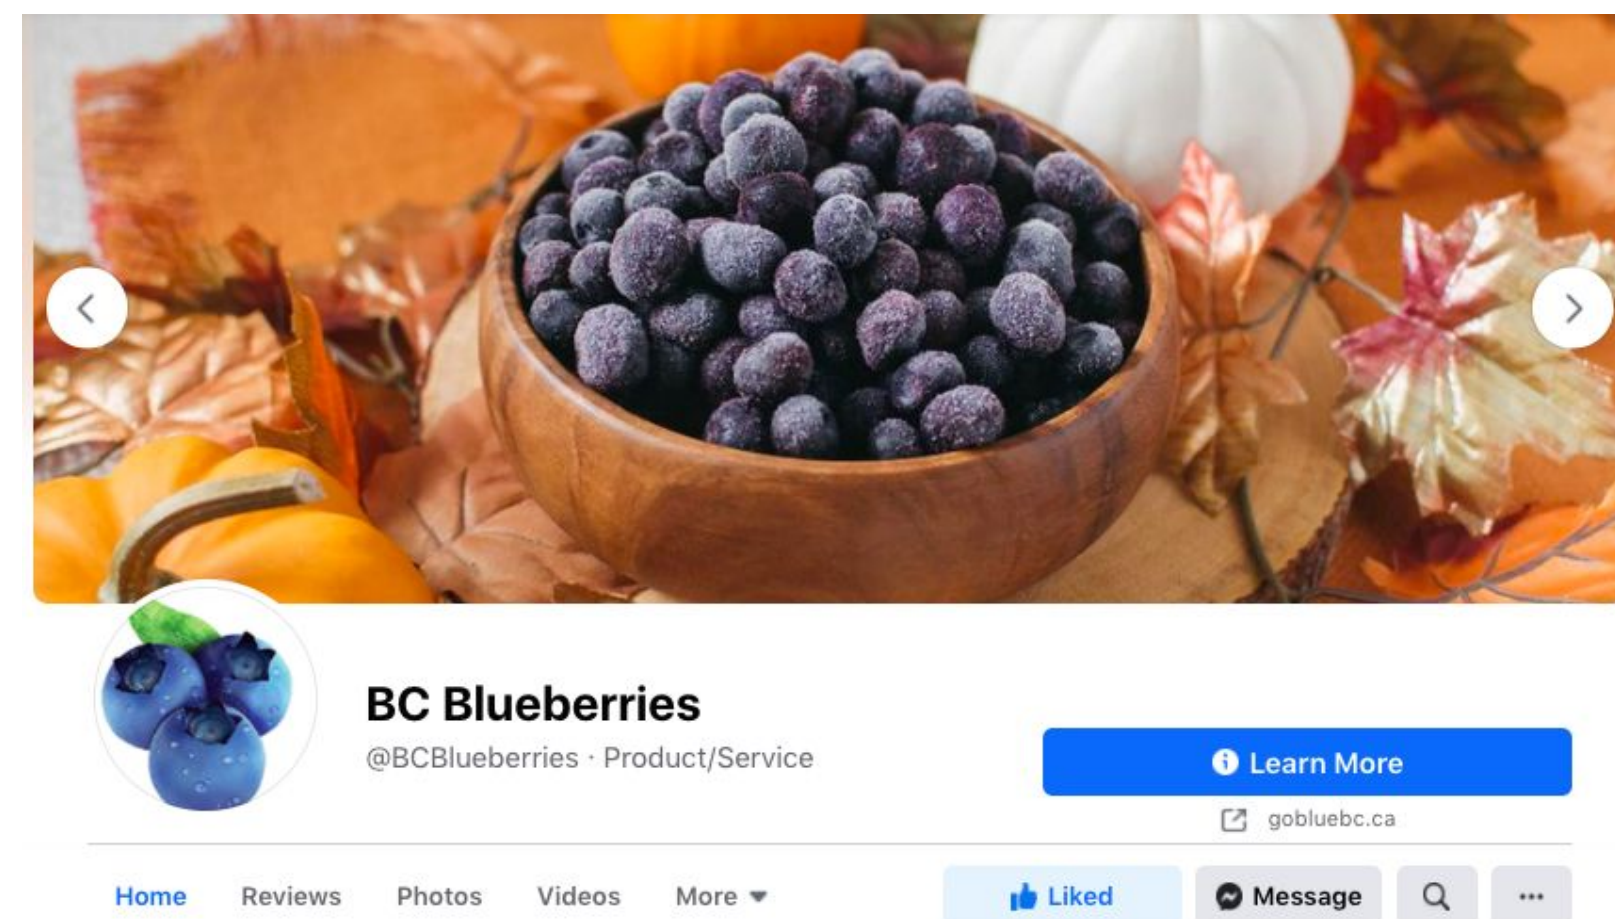 BC Blueberries
@BCBlueberries · Product/Service
Learn More
gobluebc.ca
Home Reviews Photos Videos More
Liked Message